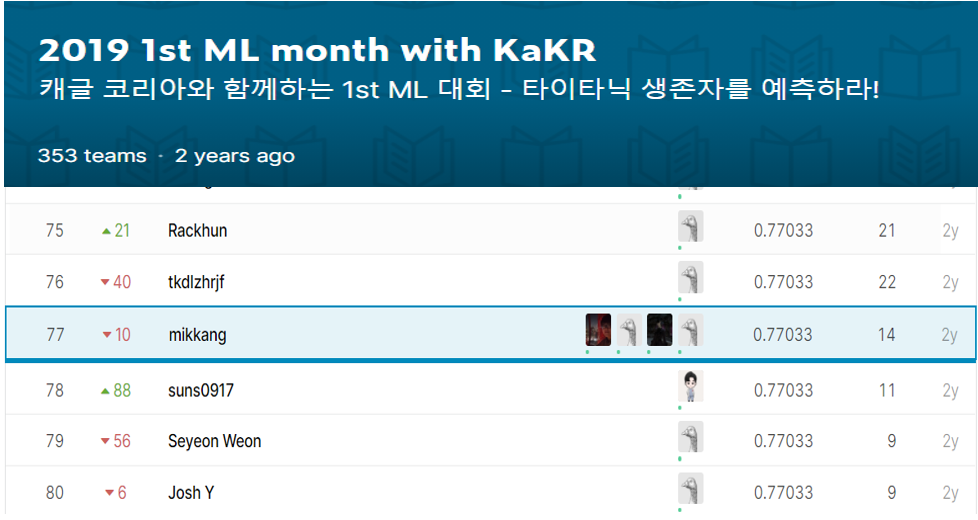 2019 1st ML month with KaKR
캐글 코리아와 함께하는 1st ML 대회 - 타이타닉 생존자를 예측하라!
353 teams · 2 years ago
75 ▲21 Rackhun 0.77033 21 2y
76 ▼40 tkdlzhrjf 0.77033 22 2y
77 ▼10 mikkang 0.77033 14 2y
78 ▲88 suns0917 0.77033 11 2y
79 ▼56 Seyeon Weon 0.77033 9 2y
80 ▼6 Josh Y 0.77033 9 2y